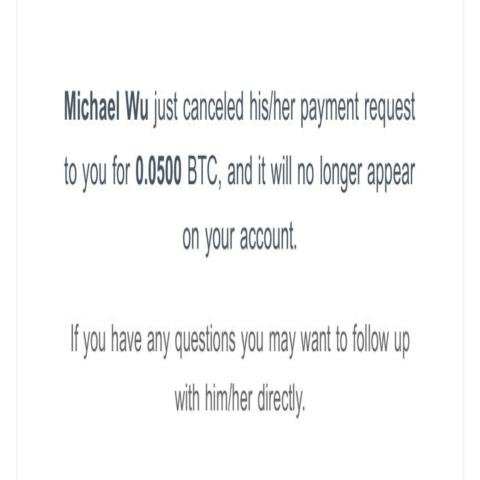 Michael Wu just canceled his/her payment request
to you for 0.0500 BTC, and it will no longer appear
on your account.
If you have any questions you may want to follow up
with him/her directly.